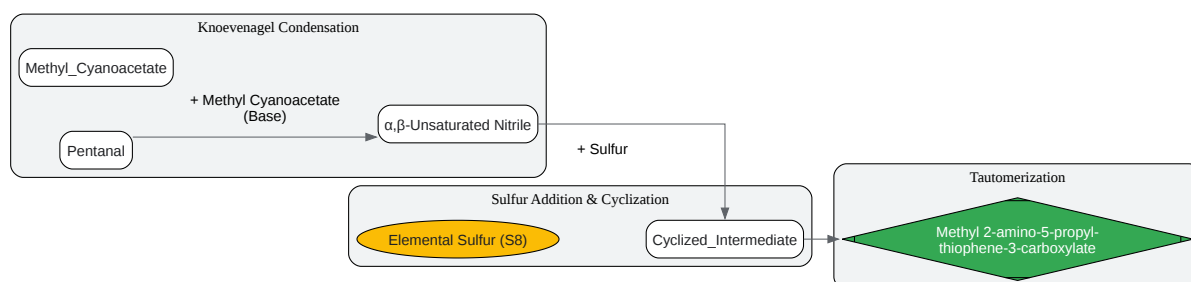 Knoevenagel Condensation
Methyl_Cyanoacetate
+ Methyl Cyanoacetate
(Base)
Pentanal
α,β-Unsaturated Nitrile
+ Sulfur
Sulfur Addition & Cyclization
Elemental Sulfur (S8)
Cyclized_Intermediate
Tautomerization
Methyl 2-amino-5-propyl-
thiophene-3-carboxylate